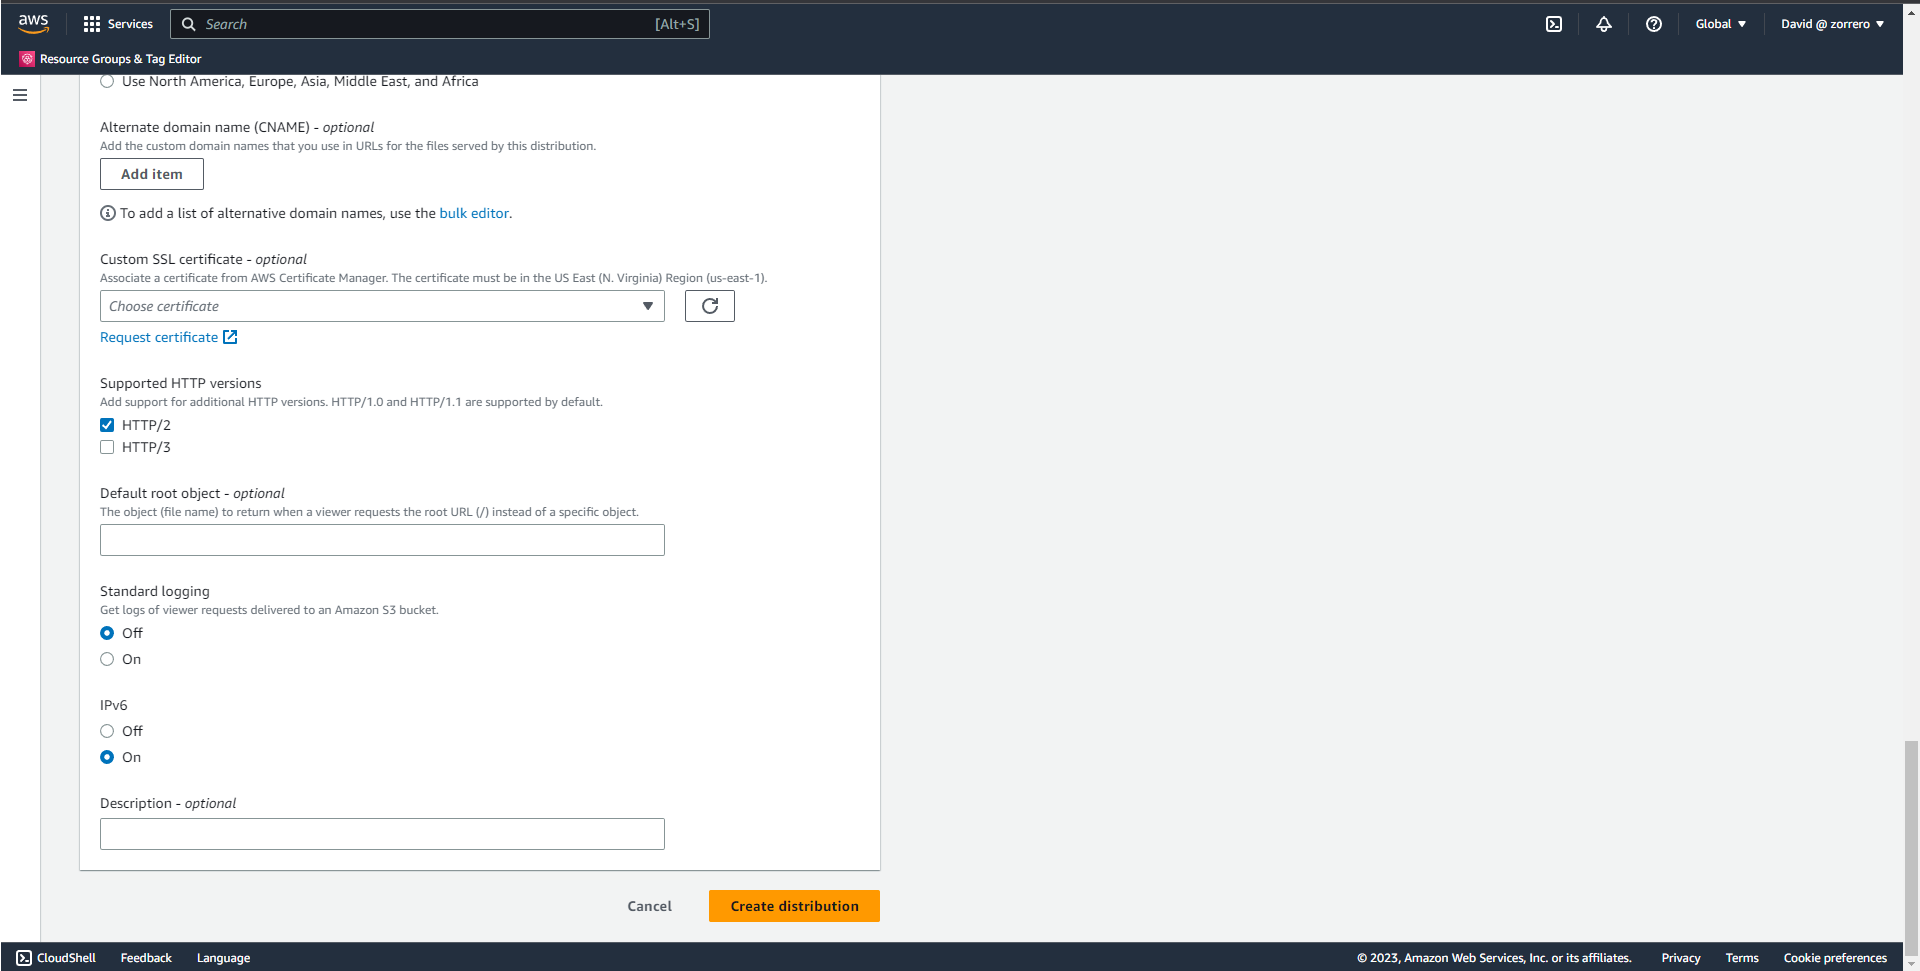 aws
Services
Search
[Alt+S]
Global
David @ zorrero
Resource Groups & Tag Editor
Use North America, Europe, Asia, Middle East, and Africa
Alternate domain name (CNAME) - optional
Add the custom domain names that you use in URLs for the files served by this distribution.
Add item
To add a list of alternative domain names, use the bulk editor.
Custom SSL certificate - optional
Associate a certificate from AWS Certificate Manager. The certificate must be in the US East (N. Virginia) Region (us-east-1).
Choose certificate
Request certificate
Supported HTTP versions
Add support for additional HTTP versions. HTTP/1.0 and HTTP/1.1 are supported by default.
HTTP/2
HTTP/3
Default root object - optional
The object (file name) to return when a viewer requests the root URL (/) instead of a specific object.
Standard logging
Get logs of viewer requests delivered to an Amazon S3 bucket.
Off
On
IPv6
Off
On
Description - optional
Cancel
Create distribution
CloudShell
Feedback
Language
© 2023, Amazon Web Services, Inc. or its affiliates.
Privacy
Terms
Cookie preferences